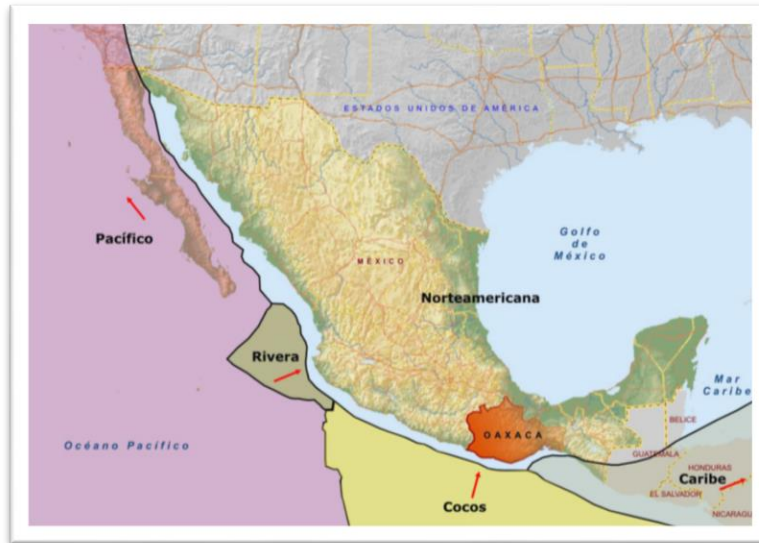 ESTADOS UNIDOS DE AMÉRICA
Pacífico
Golfo
de
México
MÉXICO
Norteamericana
Rivera
Mar
Caribe
BELICE
OAXACA
Océano Pacífico
GUATEMALA
HONDURAS
Caribe
EL SALVADOR
Cocos
NICARAGU